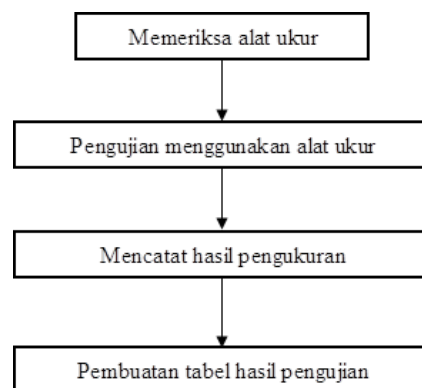 Memeriksa alat ukur
Pengujian menggunakan alat ukur
Mencatat hasil pengukuran
Pembuatan tabel hasil pengujian